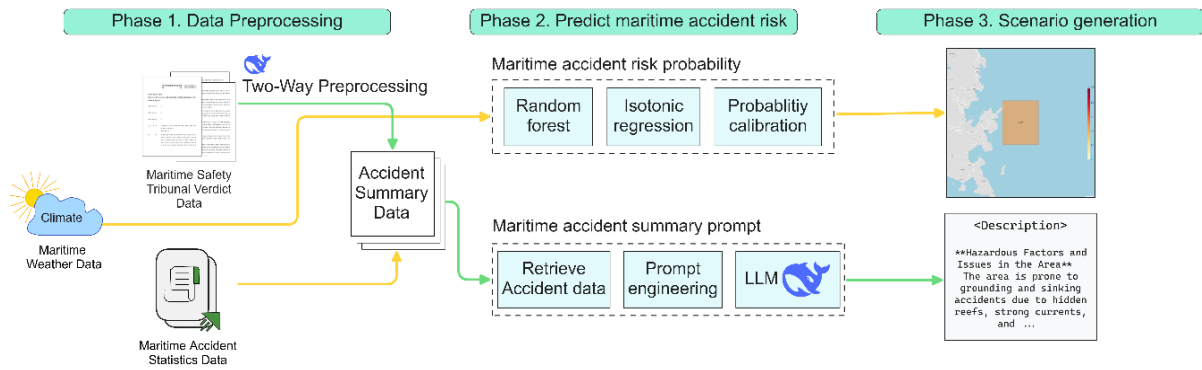 Phase 1. Data Preprocessing
Phase 2. Predict maritime accident risk
Phase 3. Scenario generation
Two-Way Preprocessing
Maritime Safety
Tribunal Verdict
Data
Climate
Maritime
Weather Data
Maritime Accident
Statistics Data
Accident
Summary
Data
Maritime accident risk probability
Random
forest
Isotonic
regression
Probablitiy
calibration
Maritime accident summary prompt
Retrieve
Accident data
Prompt
engineering
LLM
<Description>
**Hazardous Factors and
Issues in the Area**
The area is prone to
grounding and sinking
accidents due to hidden
reefs, strong currents,
and ...